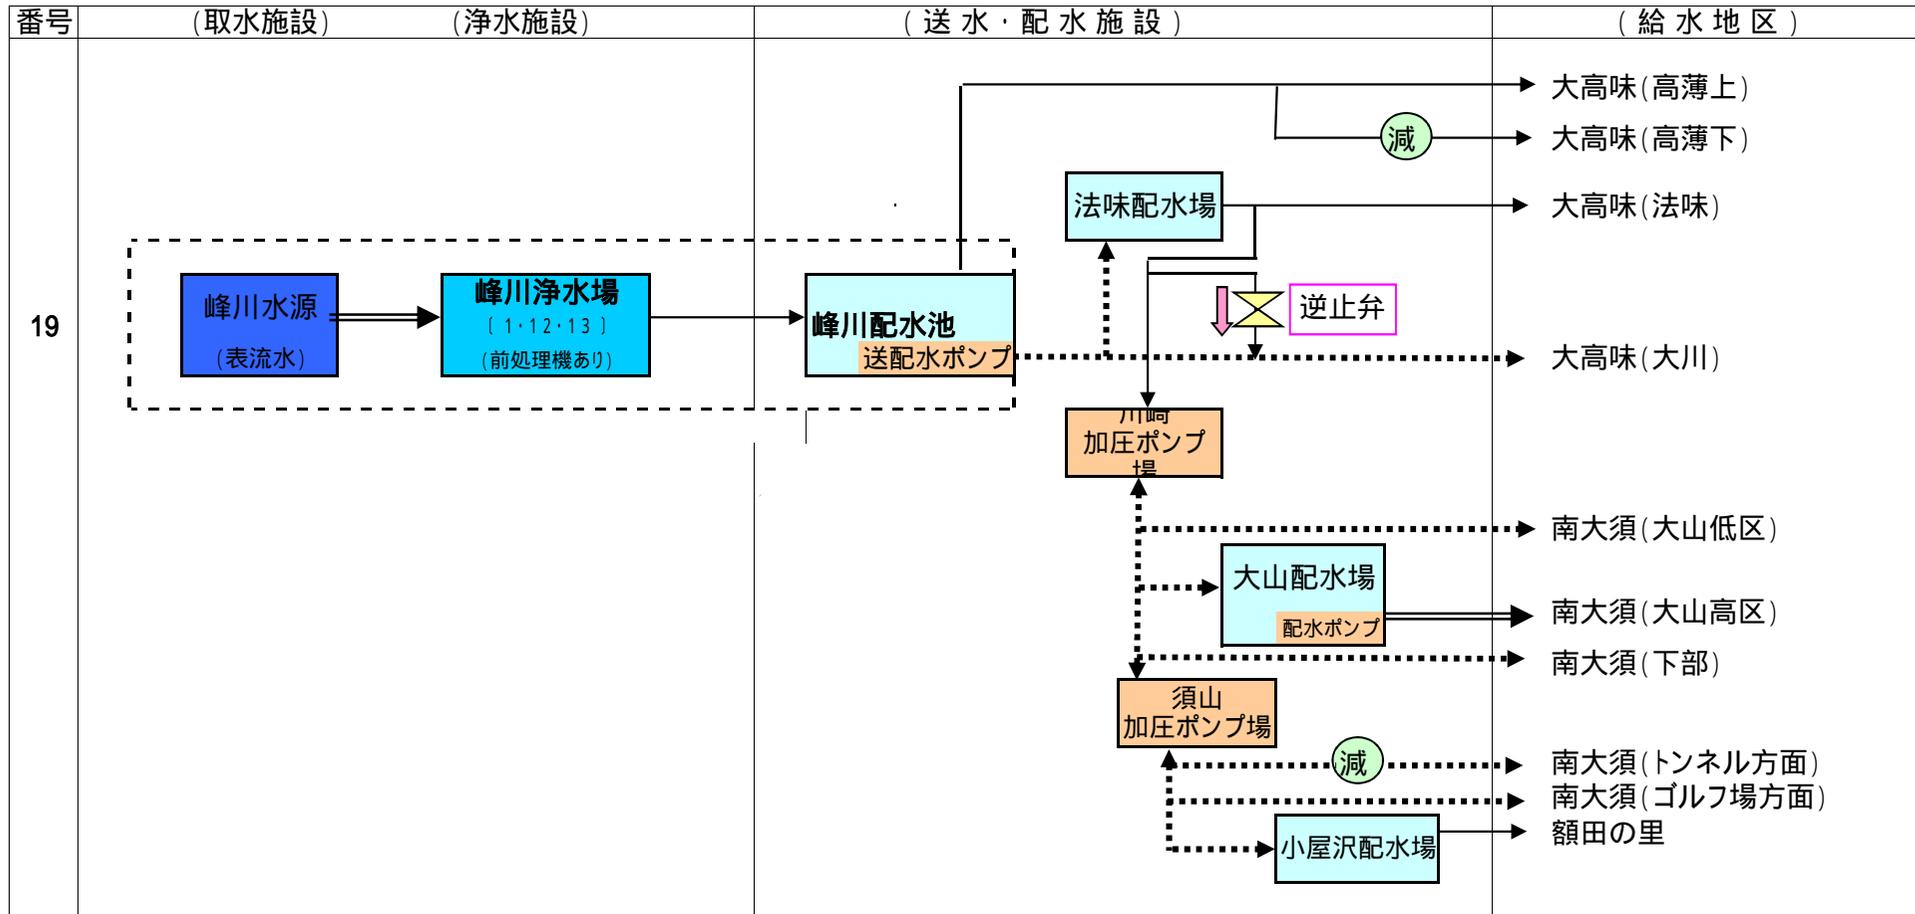 番号
(取水施設)
(浄水施設)
(送水・配水施設)
(給水地区)
19
峰川水源
(表流水)
峰川浄水場
〔1・12・13〕
(前処理機あり)
峰川配水池
送配水ポンプ
法味配水場
逆止弁
川崎
加圧ポンプ
場
大山配水場
配水ポンプ
須山
加圧ポンプ場
小屋沢配水場
減
減
大高味(高薄上)
大高味(高薄下)
大高味(法味)
大高味(大川)
南大須(大山低区)
南大須(大山高区)
南大須(下部)
南大須(トンネル方面)
南大須(ゴルフ場方面)
額田の里